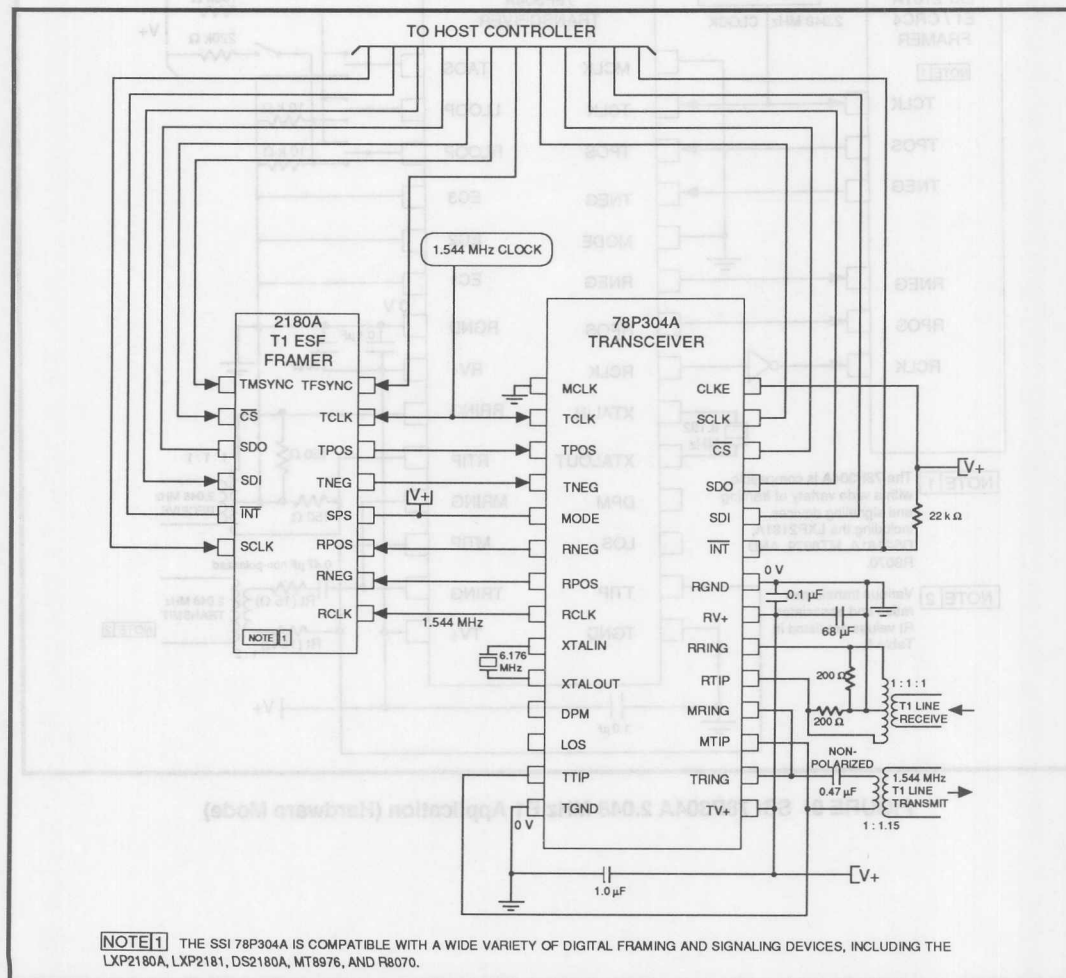 TO HOST CONTROLLER
1.544 MHz CLOCK
2180A
T1 ESF
FRAMER
TMSYNC TFSYNC
CS TCLK
SDO TPOS
SDI TNEG
INT SPS
SCLK RPOS
RNEG
RCLK
NOTE 1
V+
1.544 MHz
78P304A
TRANSCEIVER
MCLK CLKE
TCLK SCLK
TPOS CS
TNEG SDO
MODE SDI
RNEG INT
RPOS RGND
RCLK RV+
XTALIN RRING
XTALOUT RTIP
DPM MRING
LOS MTIP
TTIP TRING
TGND TV+
6.176
MHz
0 V
1.0 µF
V+
22 k Ω
0 V
0.1 µF
68 µF
200 Ω
200 Ω
1 : 1 : 1
T1 LINE
RECEIVE
NON-
POLARIZED
0.47 µF
1.544 MHz
T1 LINE
TRANSMIT
1 : 1.15
V+
NOTE 1 THE SSI 78P304A IS COMPATIBLE WITH A WIDE VARIETY OF DIGITAL FRAMING AND SIGNALING DEVICES, INCLUDING THE
LXP2180A, LXP2181, DS2180A, MT8976, AND R8070.